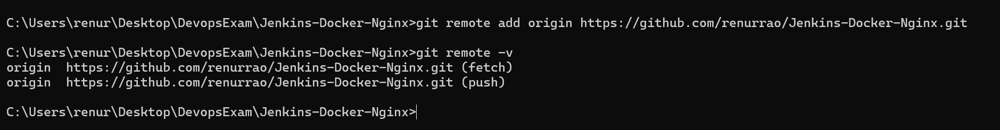 C:\Users\renur\Desktop\DevopsExam\Jenkins-Docker-Nginx>git remote add origin https://github.com/renurrao/Jenkins-Docker-Nginx.git
C:\Users\renur\Desktop\DevopsExam\Jenkins-Docker-Nginx>git remote -v
origin  https://github.com/renurrao/Jenkins-Docker-Nginx.git (fetch)
origin  https://github.com/renurrao/Jenkins-Docker-Nginx.git (push)
C:\Users\renur\Desktop\DevopsExam\Jenkins-Docker-Nginx>